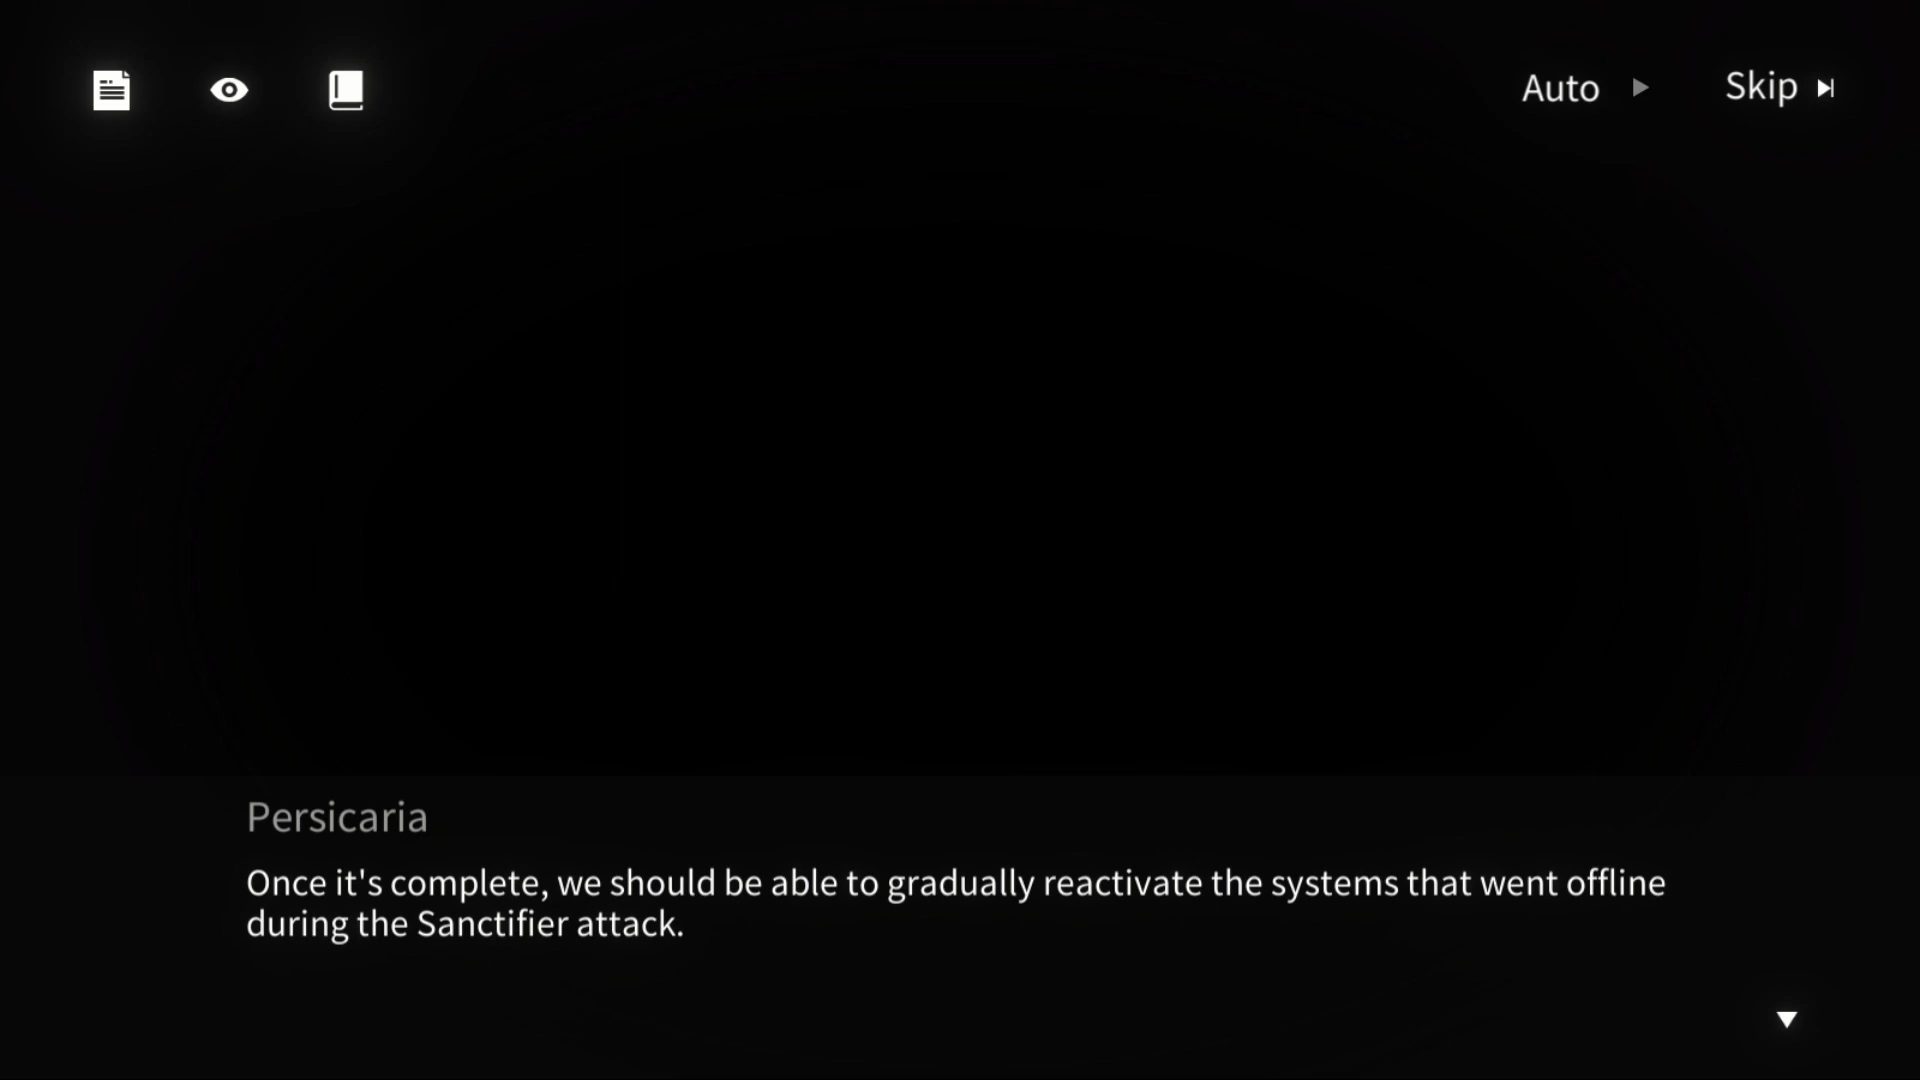 Auto
Skip
Persicaria
Once it's complete, we should be able to gradually reactivate the systems that went offline
during the Sanctifier attack.